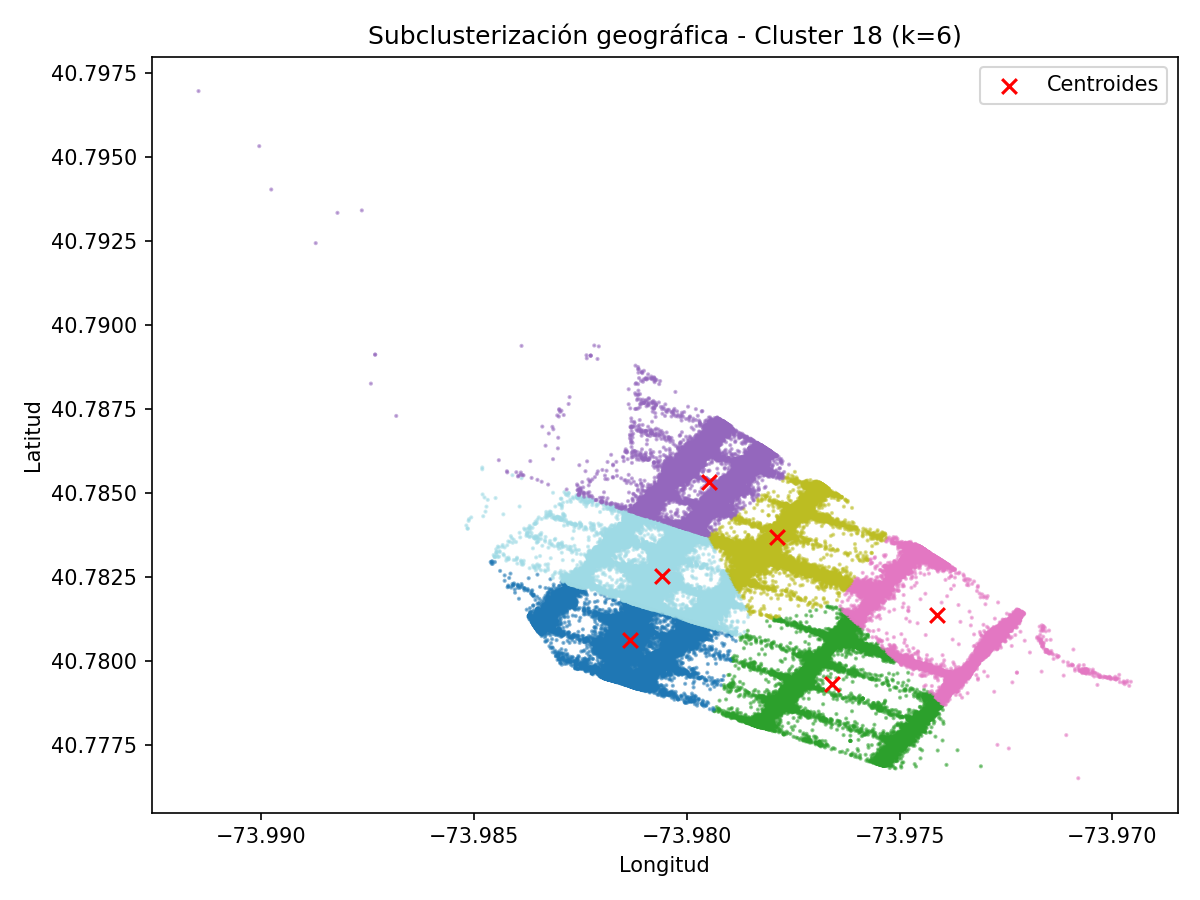 Subclusterización geográfica - Cluster 18 (k=6)
Centroides
Latitud
40.7975
40.7950
40.7925
40.7900
40.7875
40.7850
40.7825
40.7800
40.7775
−73.990 −73.985 −73.980 −73.975 −73.970
Longitud